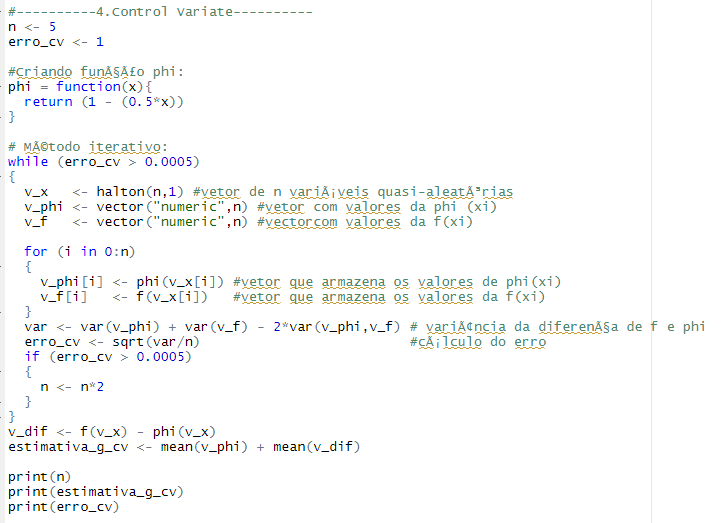 #----------4.Control Variate----------
n <- 5
erro_cv <- 1
#Criando funÃ§Ã£o phi:
phi = function(x){
  return (1 - (0.5*x))
}
# MÃ©todo iterativo:
while (erro_cv > 0.0005)
{
  v_x   <- halton(n,1) #vetor de n variÃ¡veis quasi-aleatÃ³rias
  v_phi <- vector("numeric",n) #vetor com valores da phi (xi)
  v_f   <- vector("numeric",n) #vectorcom valores da f(xi)
  for (i in 0:n)
  {
    v_phi[i] <- phi(v_x[i]) #vetor que armazena os valores de phi(xi)
    v_f[i]   <- f(v_x[i])   #vetor que armazena os valores da f(xi)
  }
  var <- var(v_phi) + var(v_f) - 2*var(v_phi,v_f) # variÃ¢ncia da diferenÃ§a de f e phi
  erro_cv <- sqrt(var/n)                          #cÃ¡lculo do erro
  if (erro_cv > 0.0005)
  {
    n <- n*2
  }
}
v_dif <- f(v_x) - phi(v_x)
estimativa_g_cv <- mean(v_phi) + mean(v_dif)
print(n)
print(estimativa_g_cv)
print(erro_cv)